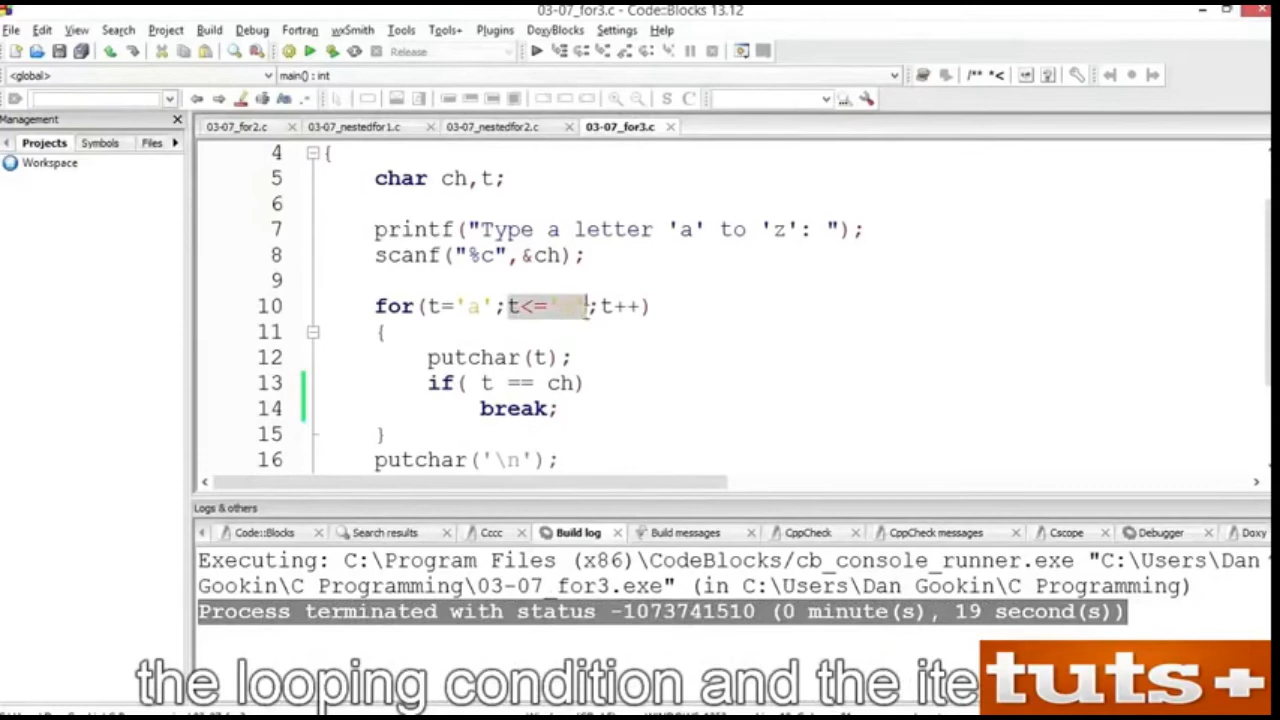 03-07_for3.c - Code::Blocks 13.12
File Edit View Search Project Build Debug Fortran wxSmith Tools Tools+ Plugins DoxyBlocks Settings Help
Release
<global> main() : int /** *<
S C
Management
03-07_for2.c 03-07_nestedfor1.c 03-07_nestedfor2.c 03-07_for3.c
Projects Symbols Files
Workspace
4 {
5 char ch,t;
6
7 printf("Type a letter 'a' to 'z': ");
8 scanf("%c",&ch);
9
10 for(t='a';t<=' ';t++)
11 {
12 putchar(t);
13 if( t == ch)
14 break;
15 }
16 putchar('\n');
Logs & others
Code::Blocks Search results Cccc Build log Build messages CppCheck CppCheck messages Cscope Debugger Doxy
Executing: C:\Program Files (x86)\CodeBlocks/cb_console_runner.exe "C:\Users\Dan
Gookin\C Programming\03-07_for3.exe" (in C:\Users\Dan Gookin\C Programming)
Process terminated with status -1073741510 (0 minute(s), 19 second(s))
the looping condition and the ite
tuts+